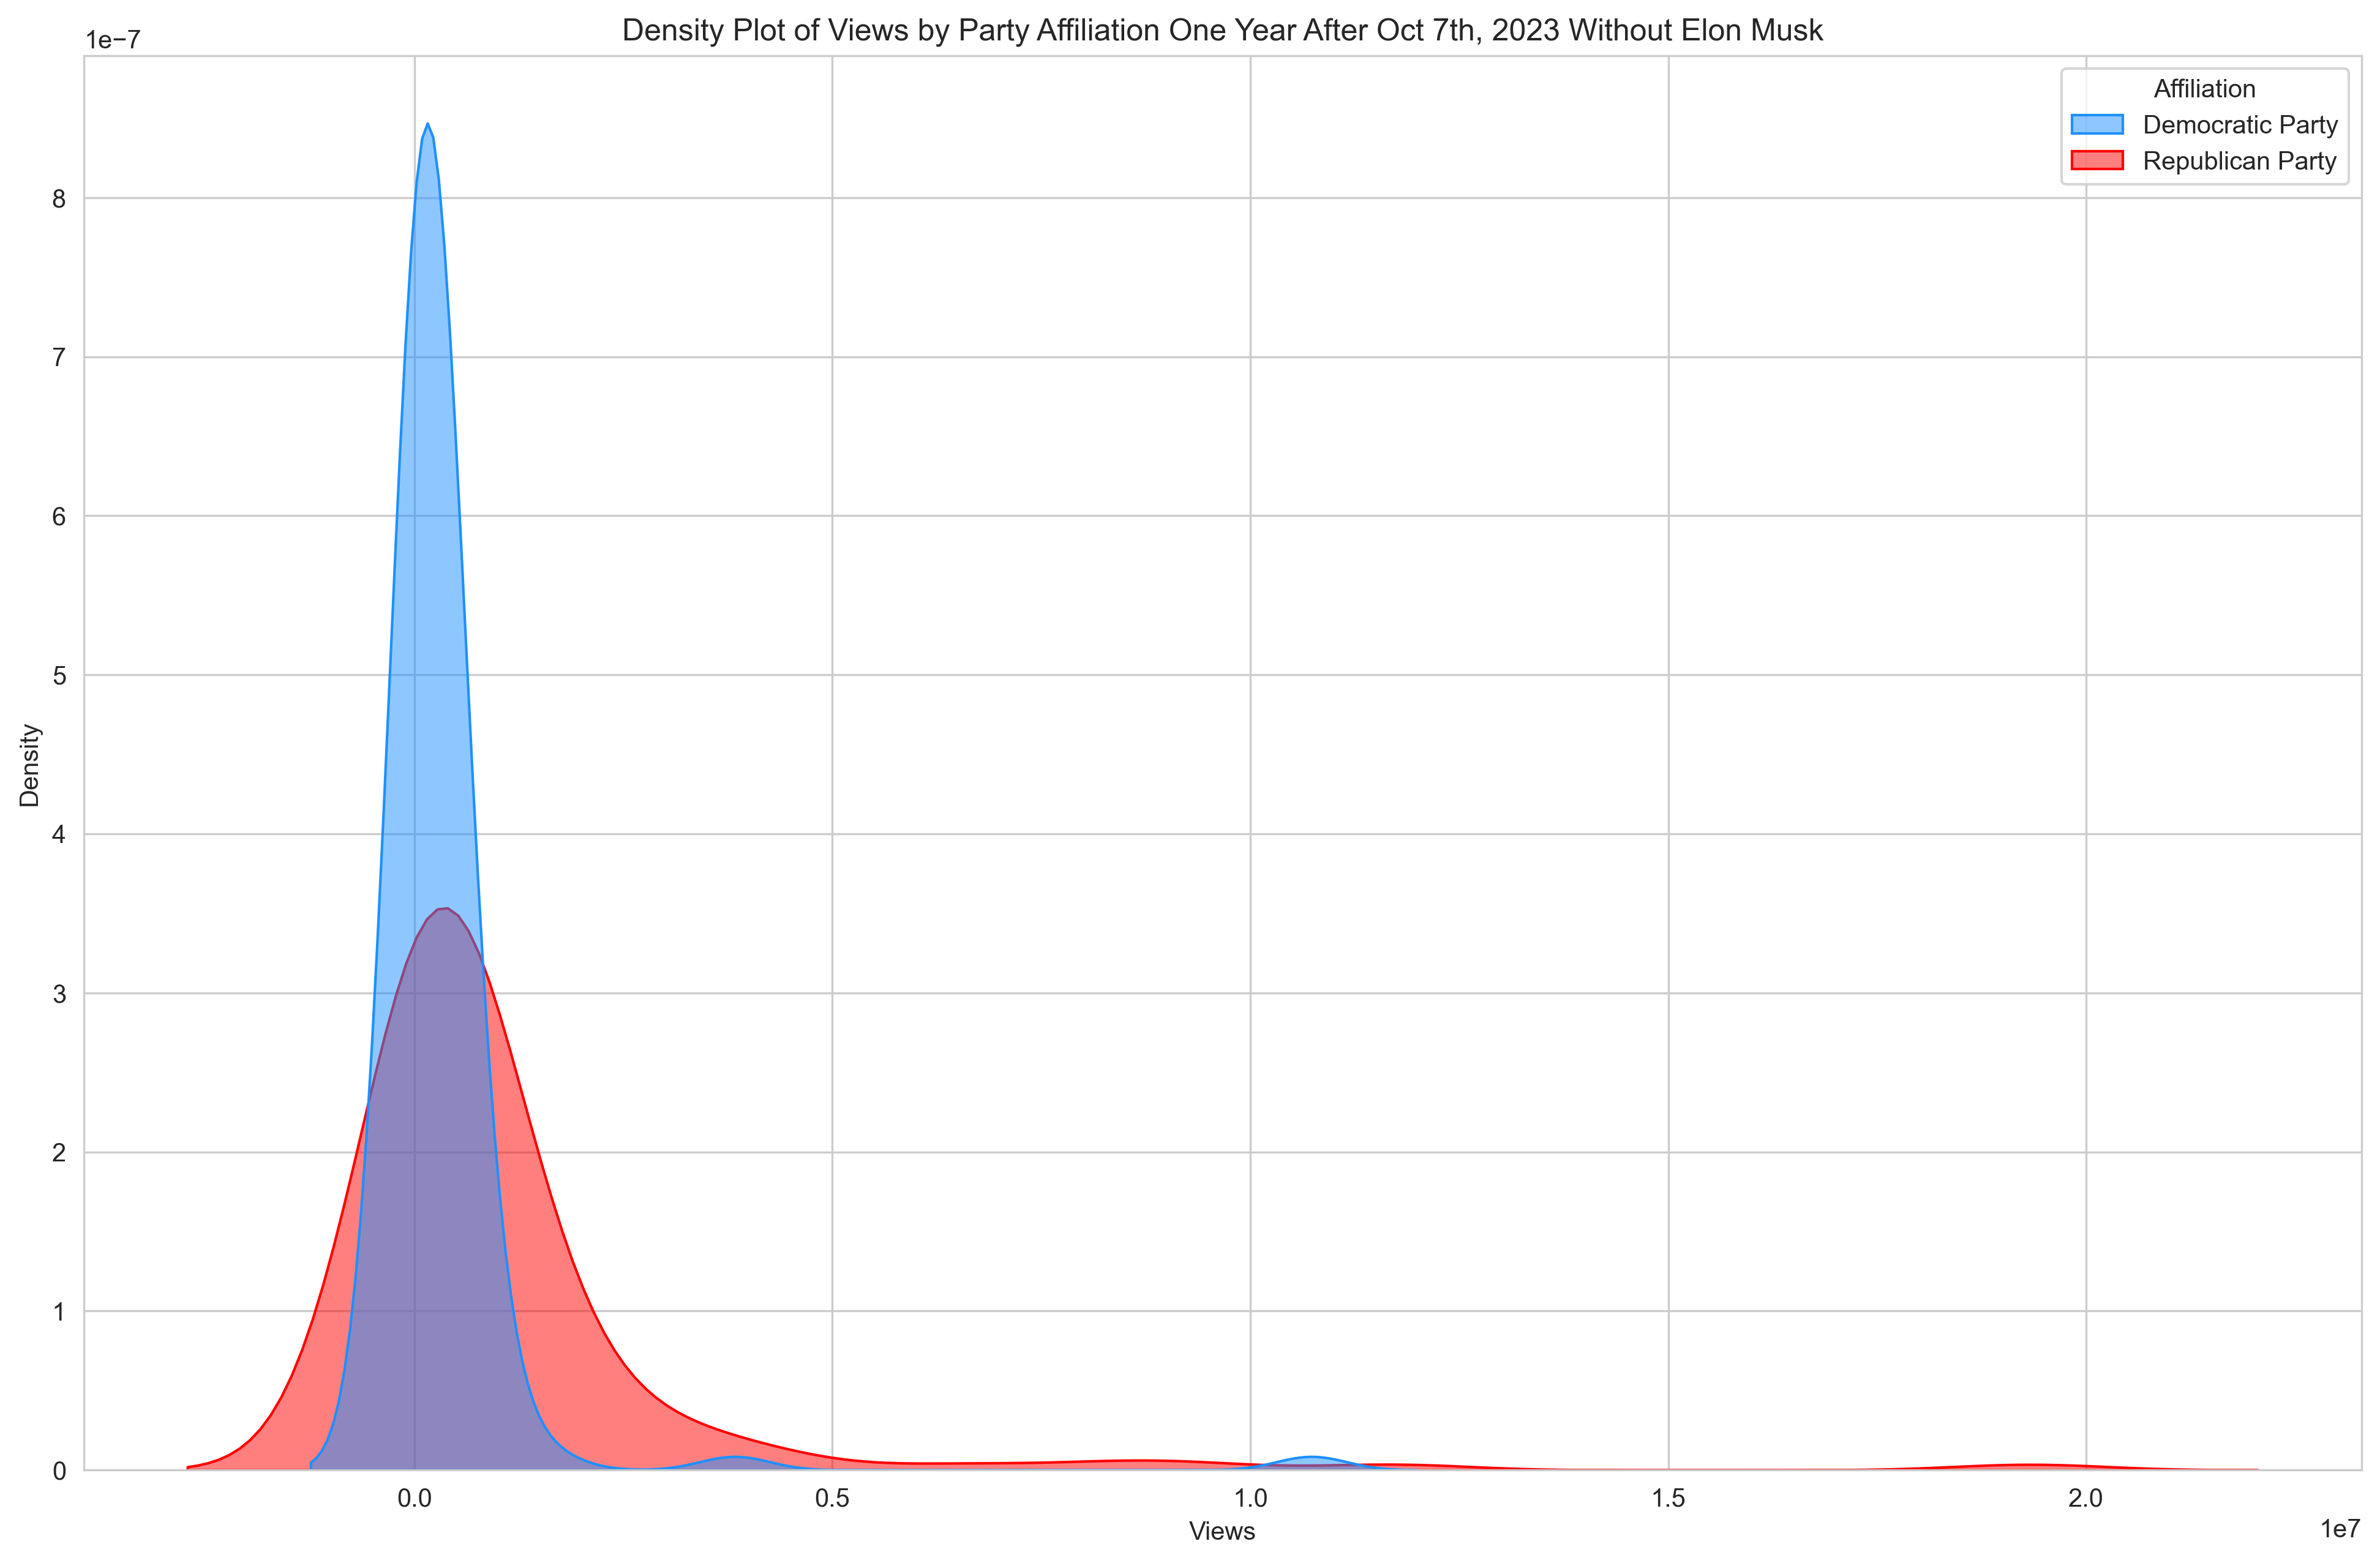 Density Plot of Views by Party Affiliation One Year After Oct 7th, 2023 Without Elon Musk
1e−7
Affiliation
Democratic Party
Republican Party
8
7
6
5
4
3
2
1
0
Density
0.0 0.5 1.0 1.5 2.0
Views
1e7